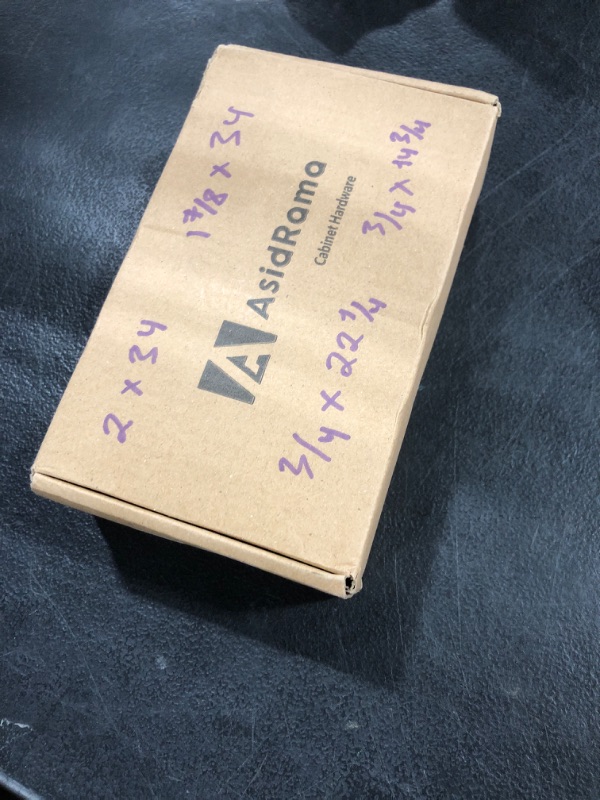 2 x 34
1 7/8 x 34
AsidRama
Cabinet Hardware
3/4 x 22 1/4
3/4 x 14 3/4